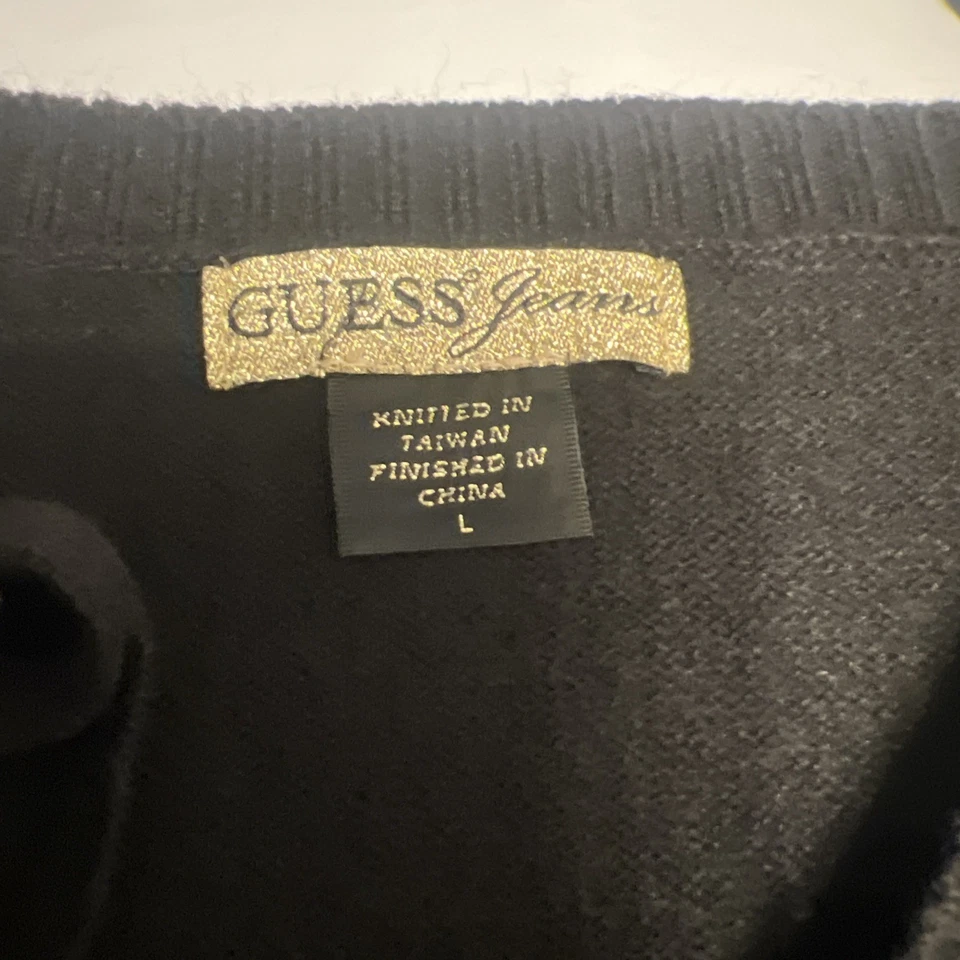 GUESS® Jeans
KNITTED IN
TAIWAN
FINISHED IN
CHINA
L